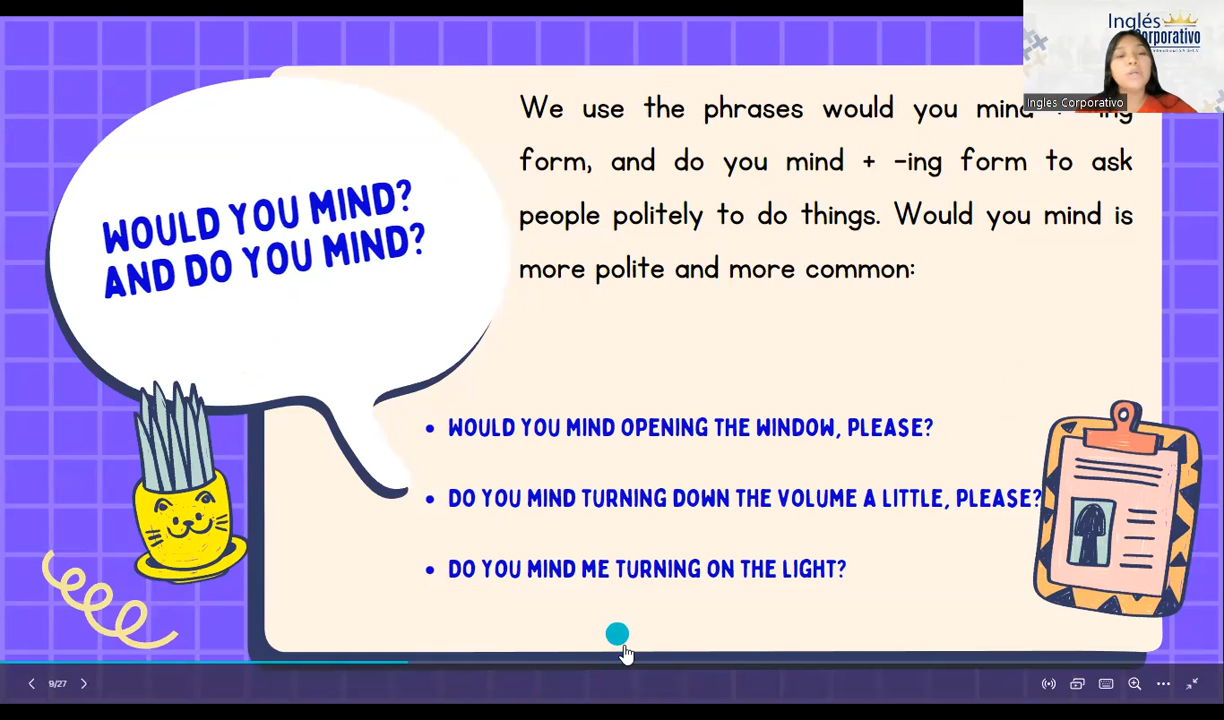 Inglés
Corporativo
Ingles Corporativo
We use the phrases would you mind -ing
form, and do you mind + -ing form to ask
people politely to do things. Would you mind is
more polite and more common:
WOULD YOU MIND?
AND DO YOU MIND?
• WOULD YOU MIND OPENING THE WINDOW, PLEASE?
• DO YOU MIND TURNING DOWN THE VOLUME A LITTLE, PLEASE?
• DO YOU MIND ME TURNING ON THE LIGHT?
9/27